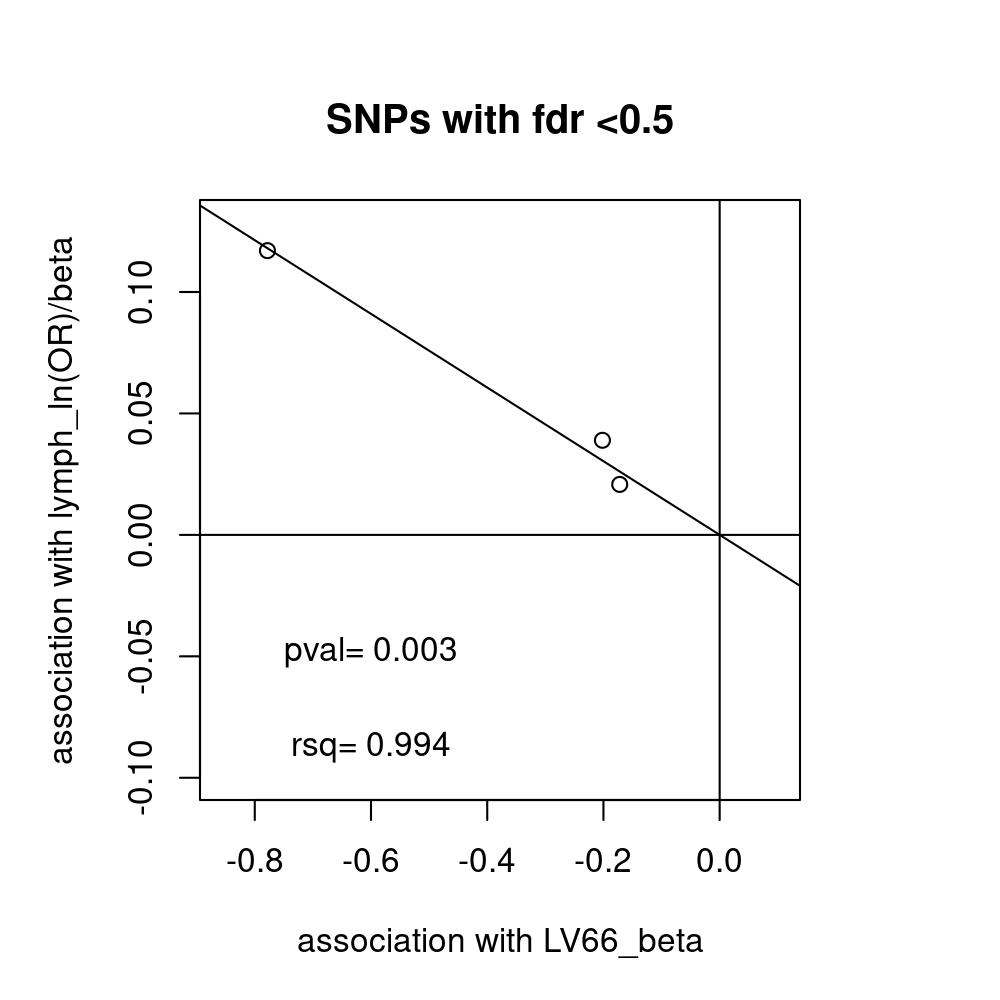 SNPs with fdr <0.5
association with lymph_ln(OR)/beta
0.10
0.05
0.00
-0.05
-0.10
pval= 0.003
rsq= 0.994
-0.8 -0.6 -0.4 -0.2 0.0
association with LV66_beta